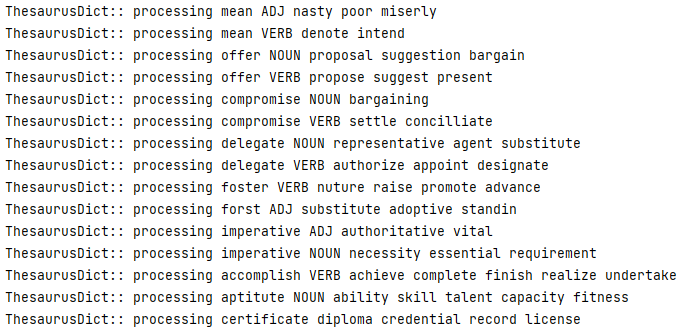 ThesaurusDict:: processing mean ADJ nasty poor miserly
ThesaurusDict:: processing mean VERB denote intend
ThesaurusDict:: processing offer NOUN proposal suggestion bargain
ThesaurusDict:: processing offer VERB propose suggest present
ThesaurusDict:: processing compromise NOUN bargaining
ThesaurusDict:: processing compromise VERB settle concilliate
ThesaurusDict:: processing delegate NOUN representative agent substitute
ThesaurusDict:: processing delegate VERB authorize appoint designate
ThesaurusDict:: processing foster VERB nuture raise promote advance
ThesaurusDict:: processing forst ADJ substitute adoptive standin
ThesaurusDict:: processing imperative ADJ authoritative vital
ThesaurusDict:: processing imperative NOUN necessity essential requirement
ThesaurusDict:: processing accomplish VERB achieve complete finish realize undertake
ThesaurusDict:: processing aptitute NOUN ability skill talent capacity fitness
ThesaurusDict:: processing certificate diploma credential record license